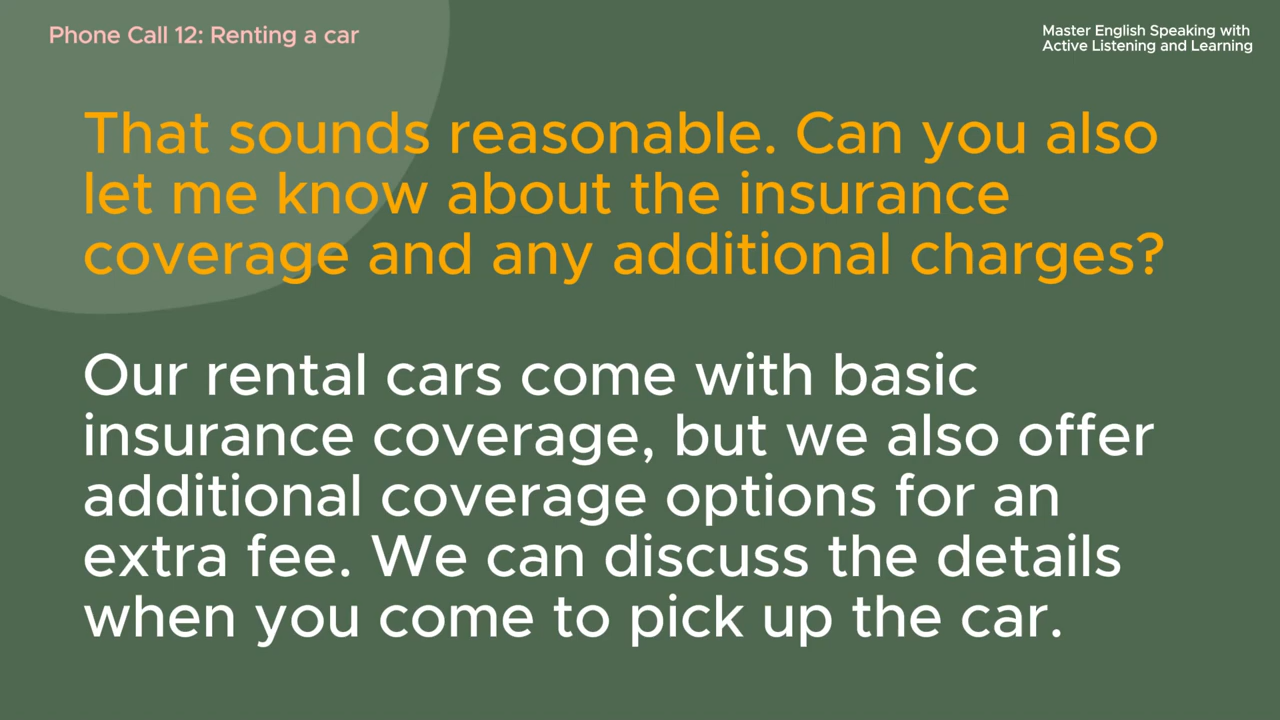 Phone Call 12: Renting a car
Master English Speaking with
Active Listening and Learning
That sounds reasonable. Can you also
let me know about the insurance
coverage and any additional charges?
Our rental cars come with basic
insurance coverage, but we also offer
additional coverage options for an
extra fee. We can discuss the details
when you come to pick up the car.